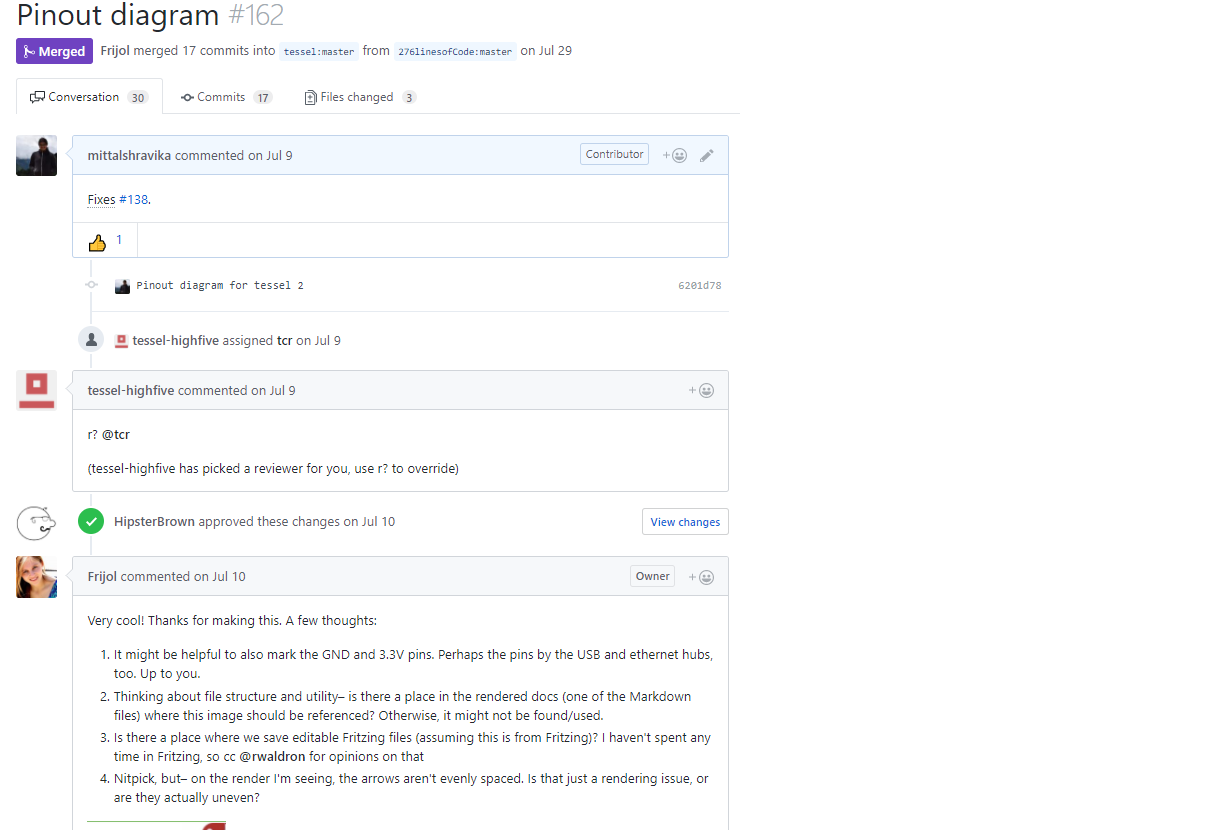 Pinout diagram #162
Merged Frijol merged 17 commits into tessel:master from 276linesofCode:master on Jul 29
Conversation 30 Commits 17 Files changed 3
mittalshravika commented on Jul 9 Contributor +
Fixes #138.
1
Pinout diagram for tessel 2 6201d78
tessel-highfive assigned tcr on Jul 9
tessel-highfive commented on Jul 9 +
r? @tcr
(tessel-highfive has picked a reviewer for you, use r? to override)
HipsterBrown approved these changes on Jul 10 View changes
Frijol commented on Jul 10 Owner +
Very cool! Thanks for making this. A few thoughts:
1. It might be helpful to also mark the GND and 3.3V pins. Perhaps the pins by the USB and ethernet hubs,
too. Up to you.
2. Thinking about file structure and utility– is there a place in the rendered docs (one of the Markdown
files) where this image should be referenced? Otherwise, it might not be found/used.
3. Is there a place where we save editable Fritzing files (assuming this is from Fritzing)? I haven't spent any
time in Fritzing, so cc @rwaldron for opinions on that
4. Nitpick, but– on the render I'm seeing, the arrows aren't evenly spaced. Is that just a rendering issue, or
are they actually uneven?